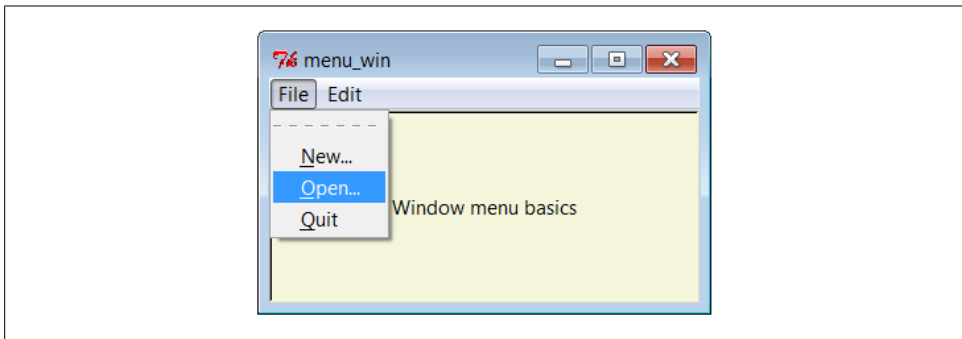 menu_win
File Edit
New...
Open...
Quit
Window menu basics